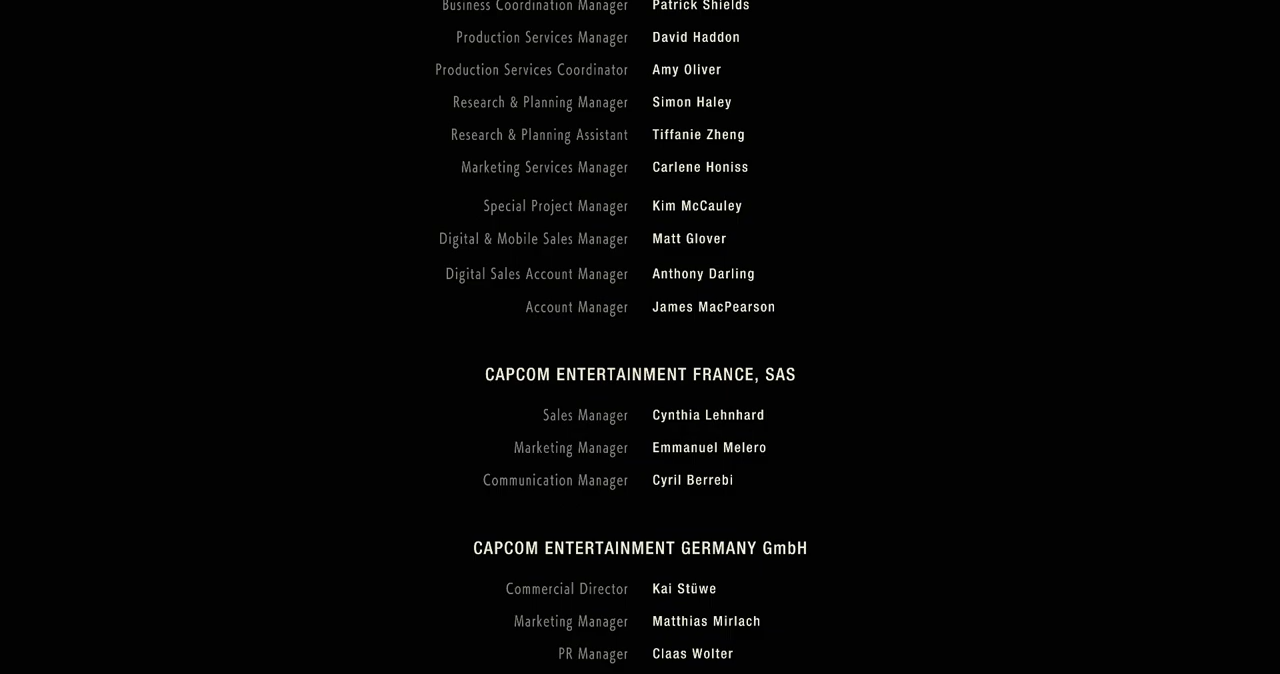 Business Coordination Manager Patrick Shields
Production Services Manager David Haddon
Production Services Coordinator Amy Oliver
Research & Planning Manager Simon Haley
Research & Planning Assistant Tiffanie Zheng
Marketing Services Manager Carlene Honiss
Special Project Manager Kim McCauley
Digital & Mobile Sales Manager Matt Glover
Digital Sales Account Manager Anthony Darling
Account Manager James MacPearson
CAPCOM ENTERTAINMENT FRANCE, SAS
Sales Manager Cynthia Lehnhard
Marketing Manager Emmanuel Melero
Communication Manager Cyril Berrebi
CAPCOM ENTERTAINMENT GERMANY GmbH
Commercial Director Kai Stüwe
Marketing Manager Matthias Mirlach
PR Manager Claas Wolter